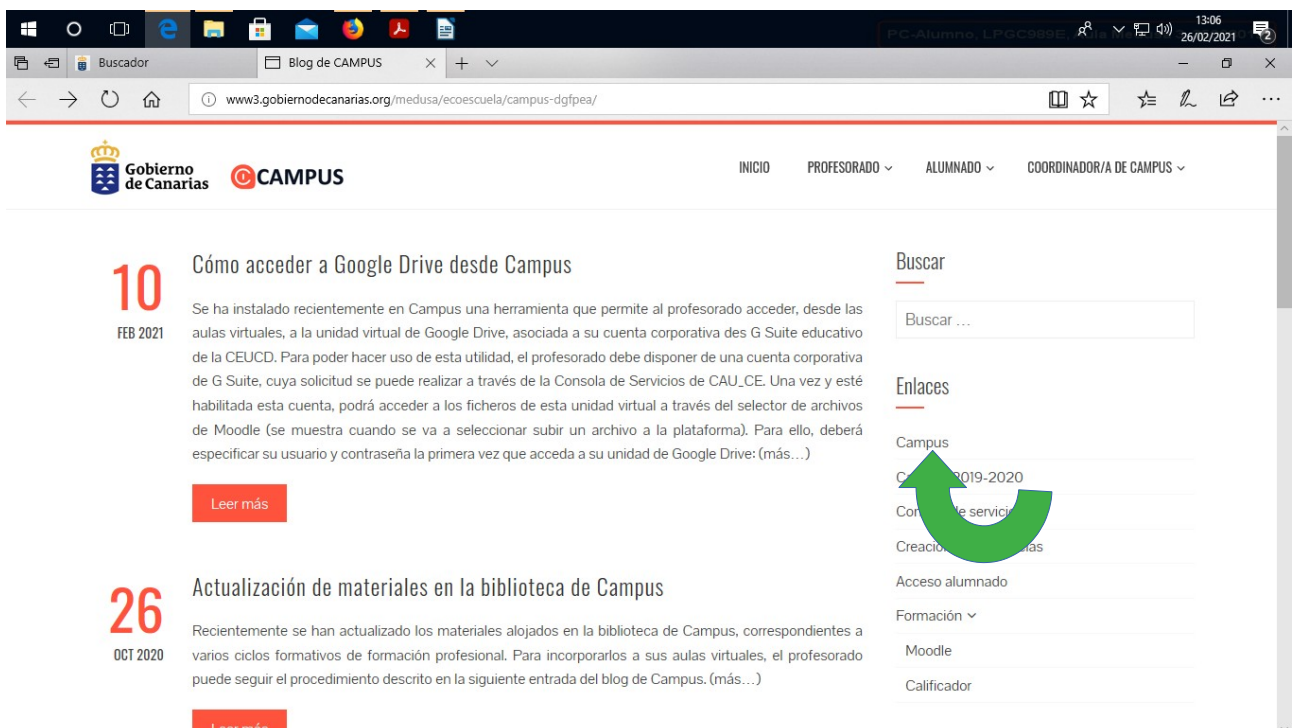 PC-Alumno, LPGC989E,
13:06
26/02/2021
2
Buscador
Blog de CAMPUS
www3.gobiernodecanarias.org/medusa/ecoescuela/campus-dgfpea/
Gobierno
de Canarias
CAMPUS
INICIO PROFESORADO ALUMNADO COORDINADOR/A DE CAMPUS
10
FEB 2021
Cómo acceder a Google Drive desde Campus
Se ha instalado recientemente en Campus una herramienta que permite al profesorado acceder, desde las
aulas virtuales, a la unidad virtual de Google Drive, asociada a su cuenta corporativa des G Suite educativo
de la CEUCD. Para poder hacer uso de esta utilidad, el profesorado debe disponer de una cuenta corporativa
de G Suite, cuya solicitud se puede realizar a través de la Consola de Servicios de CAU_CE. Una vez y esté
habilitada esta cuenta, podrá acceder a los ficheros de esta unidad virtual a través del selector de archivos
de Moodle (se muestra cuando se va a seleccionar subir un archivo a la plataforma). Para ello, deberá
especificar su usuario y contraseña la primera vez que acceda a su unidad de Google Drive: (más…)
Leer más
26
OCT 2020
Actualización de materiales en la biblioteca de Campus
Recientemente se han actualizado los materiales alojados en la biblioteca de Campus, correspondientes a
varios ciclos formativos de formación profesional. Para incorporarlos a sus aulas virtuales, el profesorado
puede seguir el procedimiento descrito en la siguiente entrada del blog de Campus. (más…)
Leer más
Buscar
Buscar …
Enlaces
Campus
2019-2020
de
Acceso alumnado
Formación
Moodle
Calificador